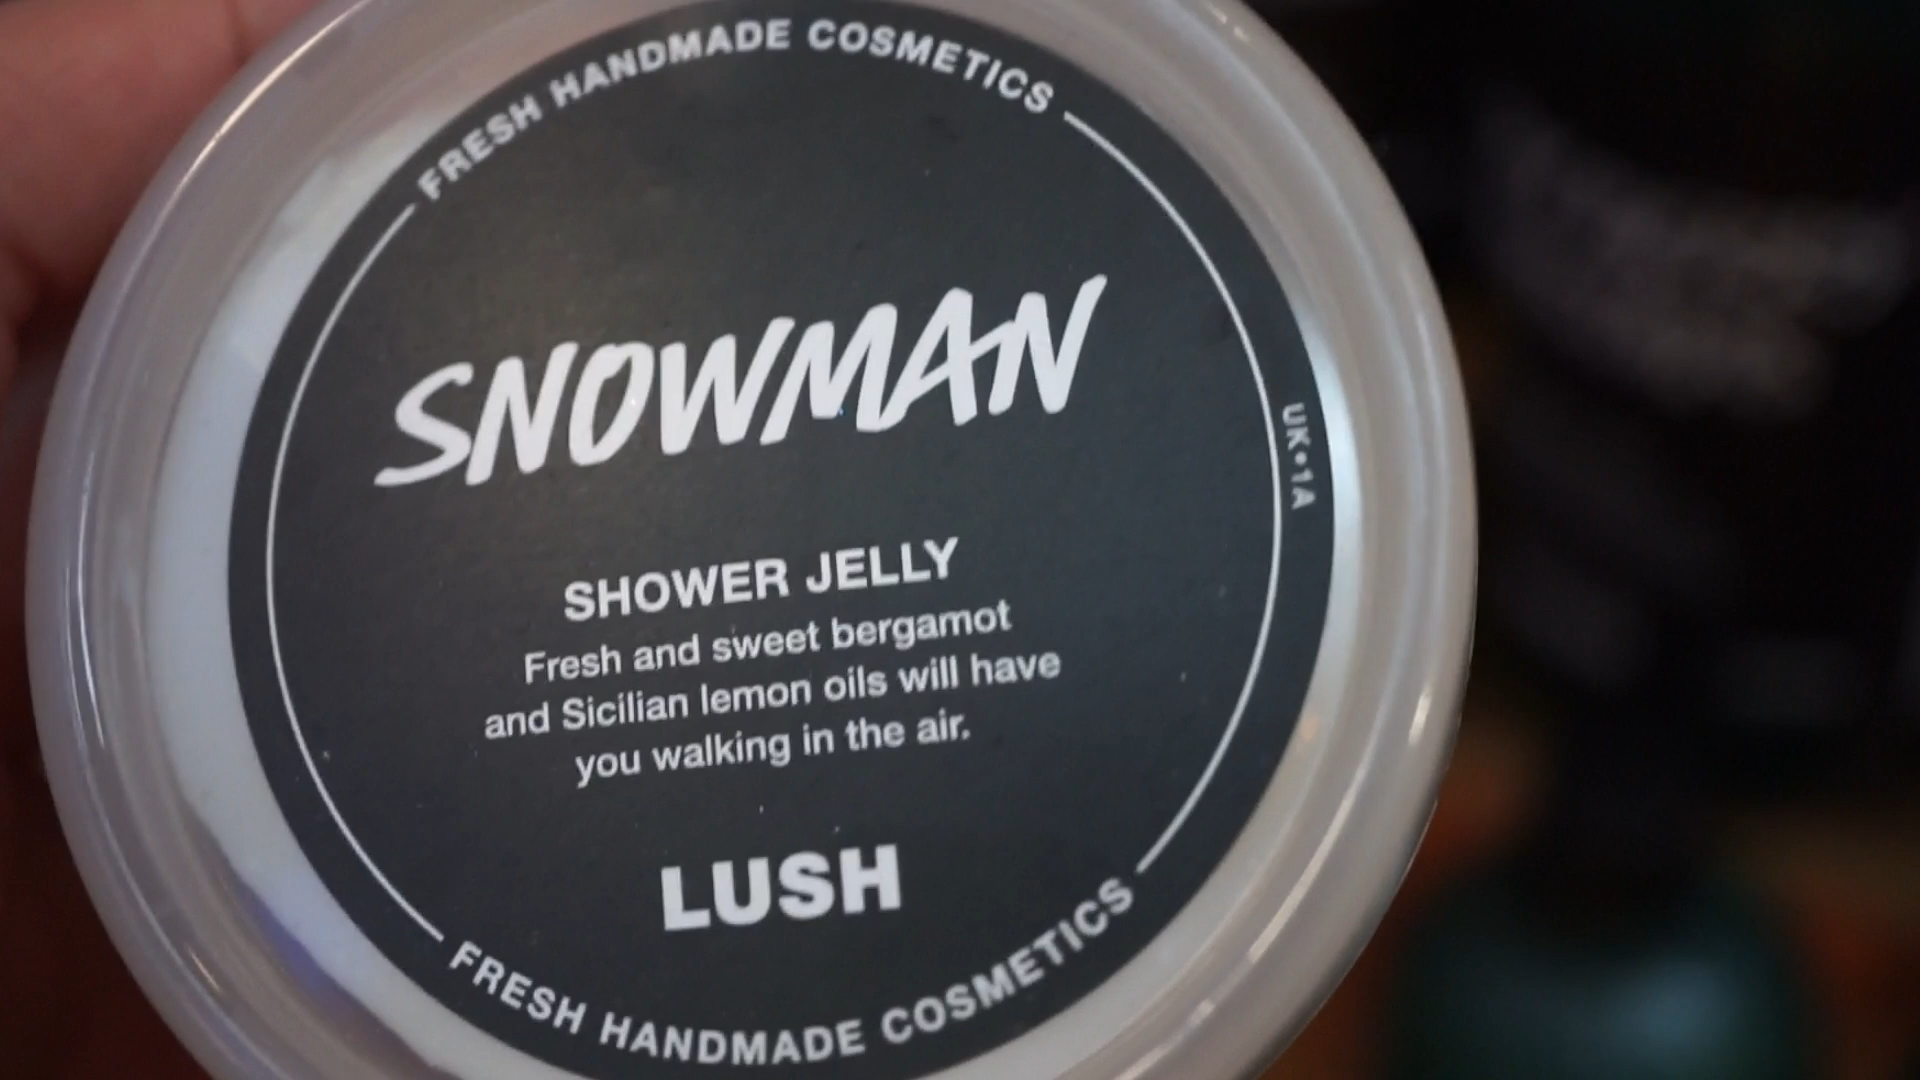 FRESH HANDMADE COSMETICS
SNOWMAN
UK•1A
SHOWER JELLY
Fresh and sweet bergamot
and Sicilian lemon oils will have
you walking in the air.
LUSH
FRESH HANDMADE COSMETICS